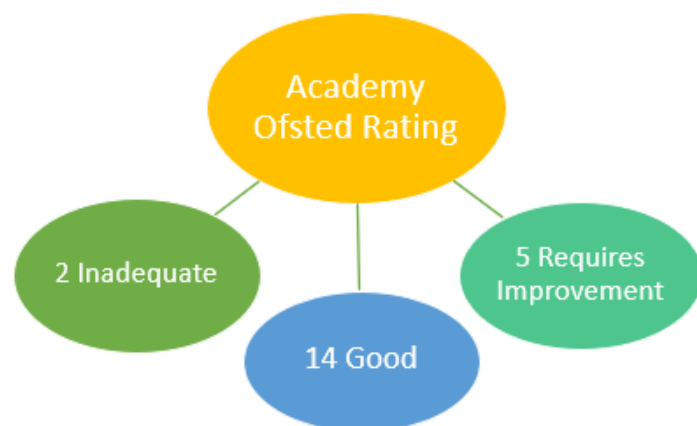 Academy
Ofsted Rating
2 Inadequate
5 Requires
Improvement
14 Good